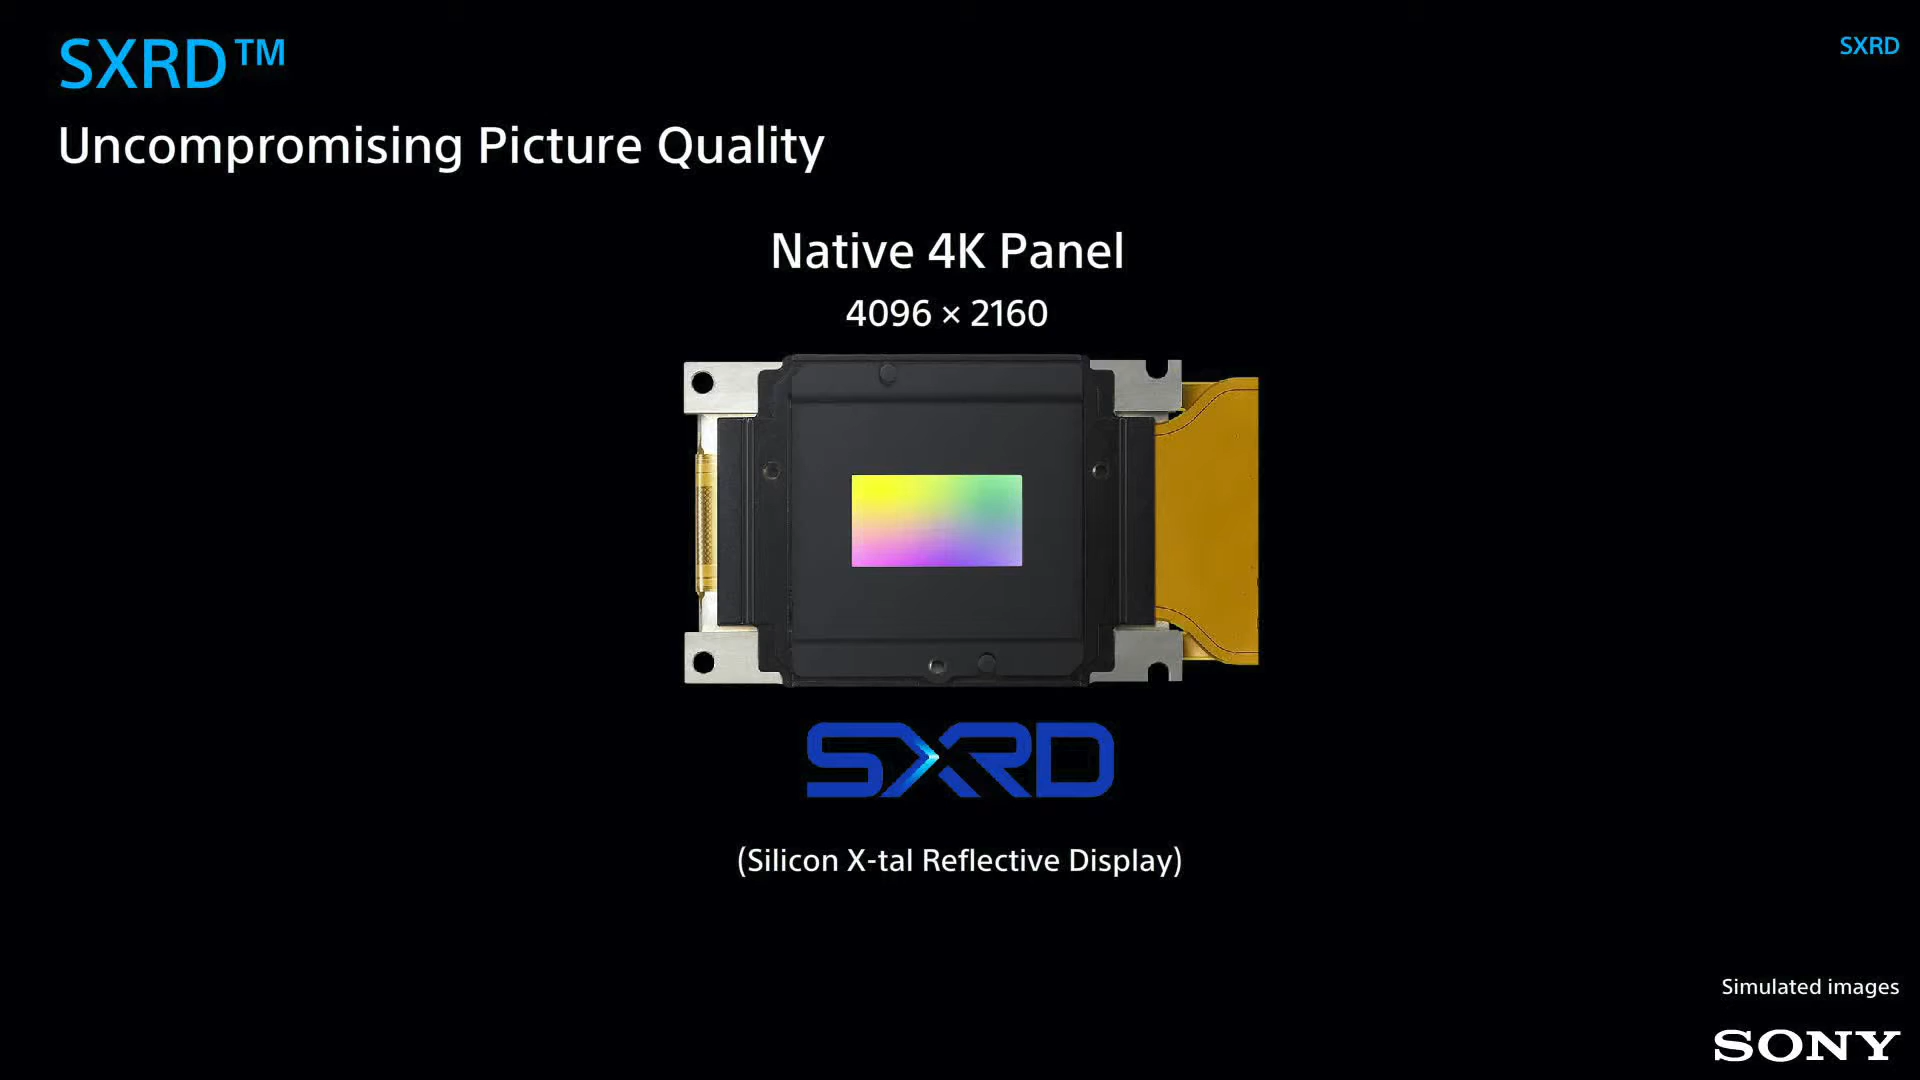 SXRD™
SXRD
Uncompromising Picture Quality
Native 4K Panel
4096 × 2160
SXRD
(Silicon X-tal Reflective Display)
Simulated images
SONY